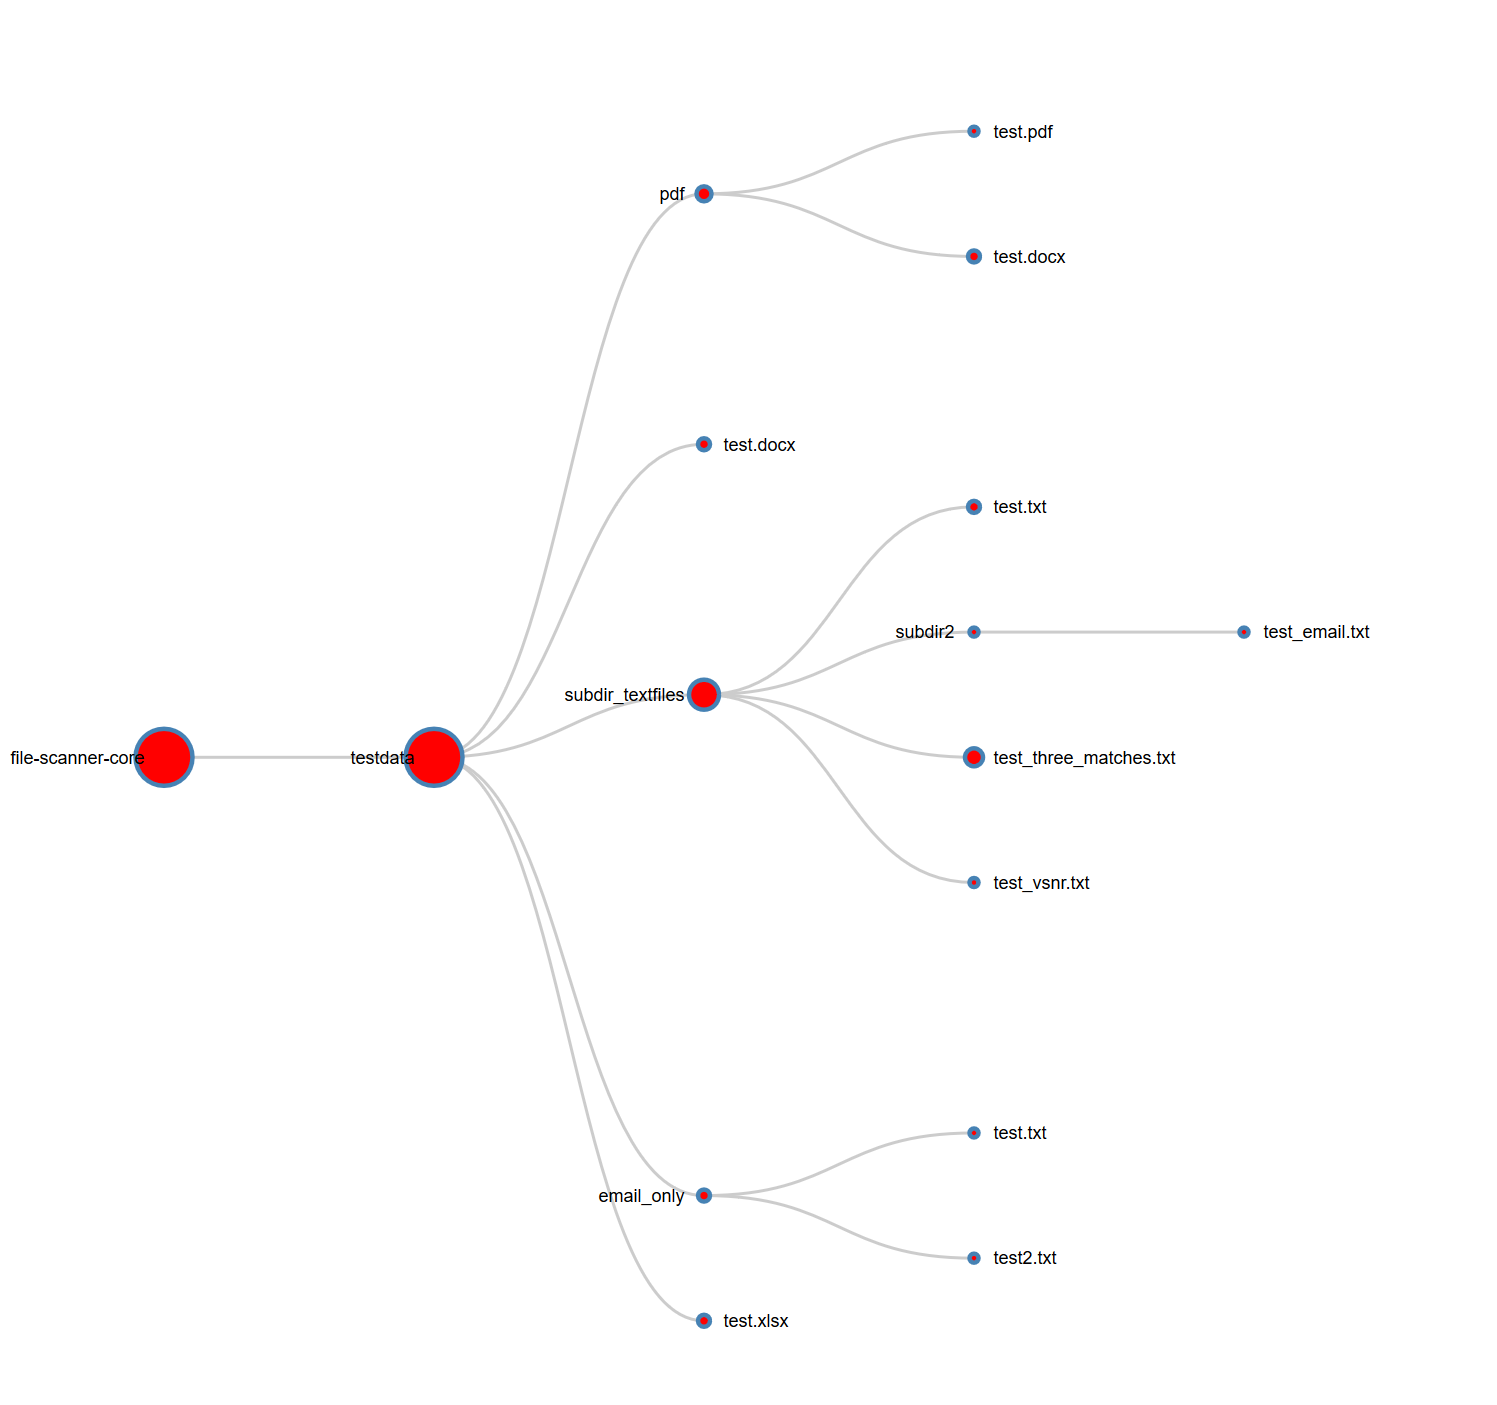 test.pdf
pdf
test.docx
test.docx
test.txt
subdir2
test_email.txt
subdir_textfiles
file-scanner-core
testdata
test_three_matches.txt
test_vsnr.txt
test.txt
email_only
test2.txt
test.xlsx